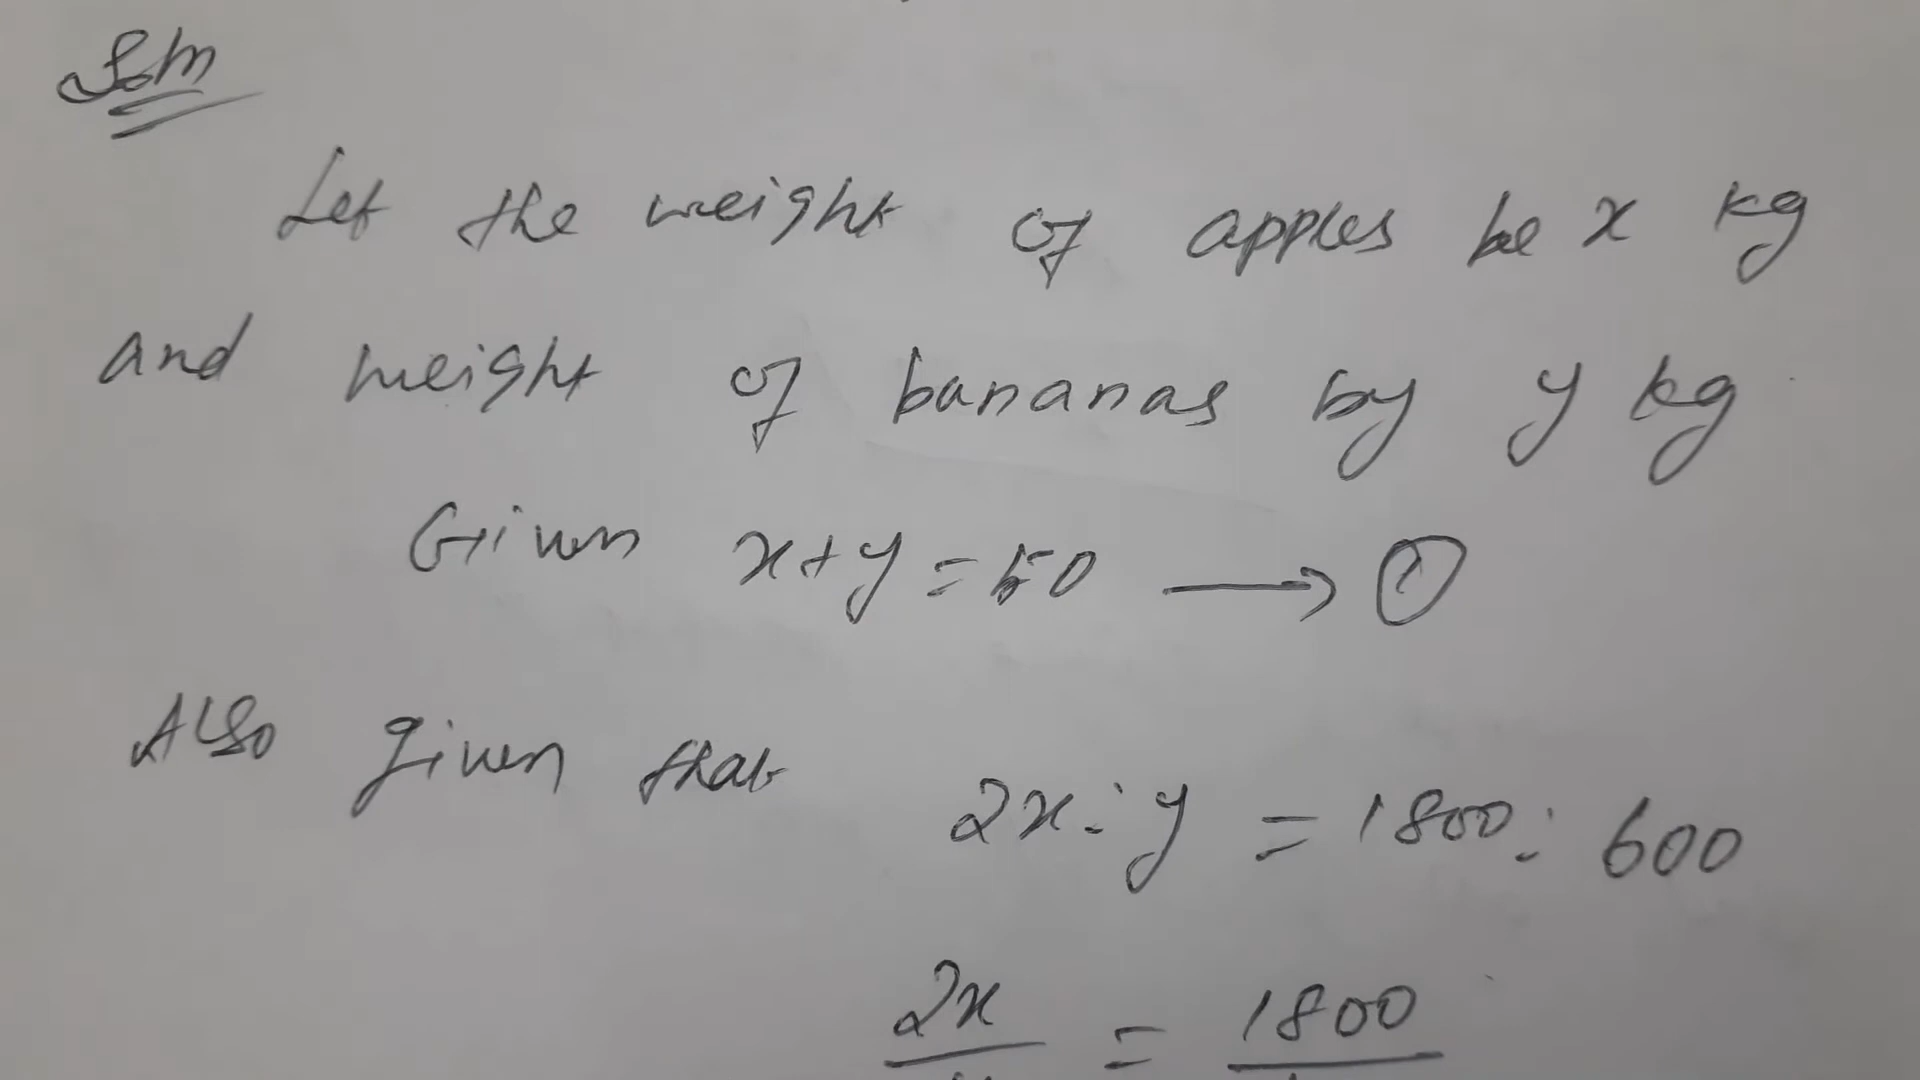 Soln
Let the weight of apples be x kg
and weight of bananas by y kg
Given x+y=50 → ①
Also given that 2x:y = 1800:600
2x = 1800